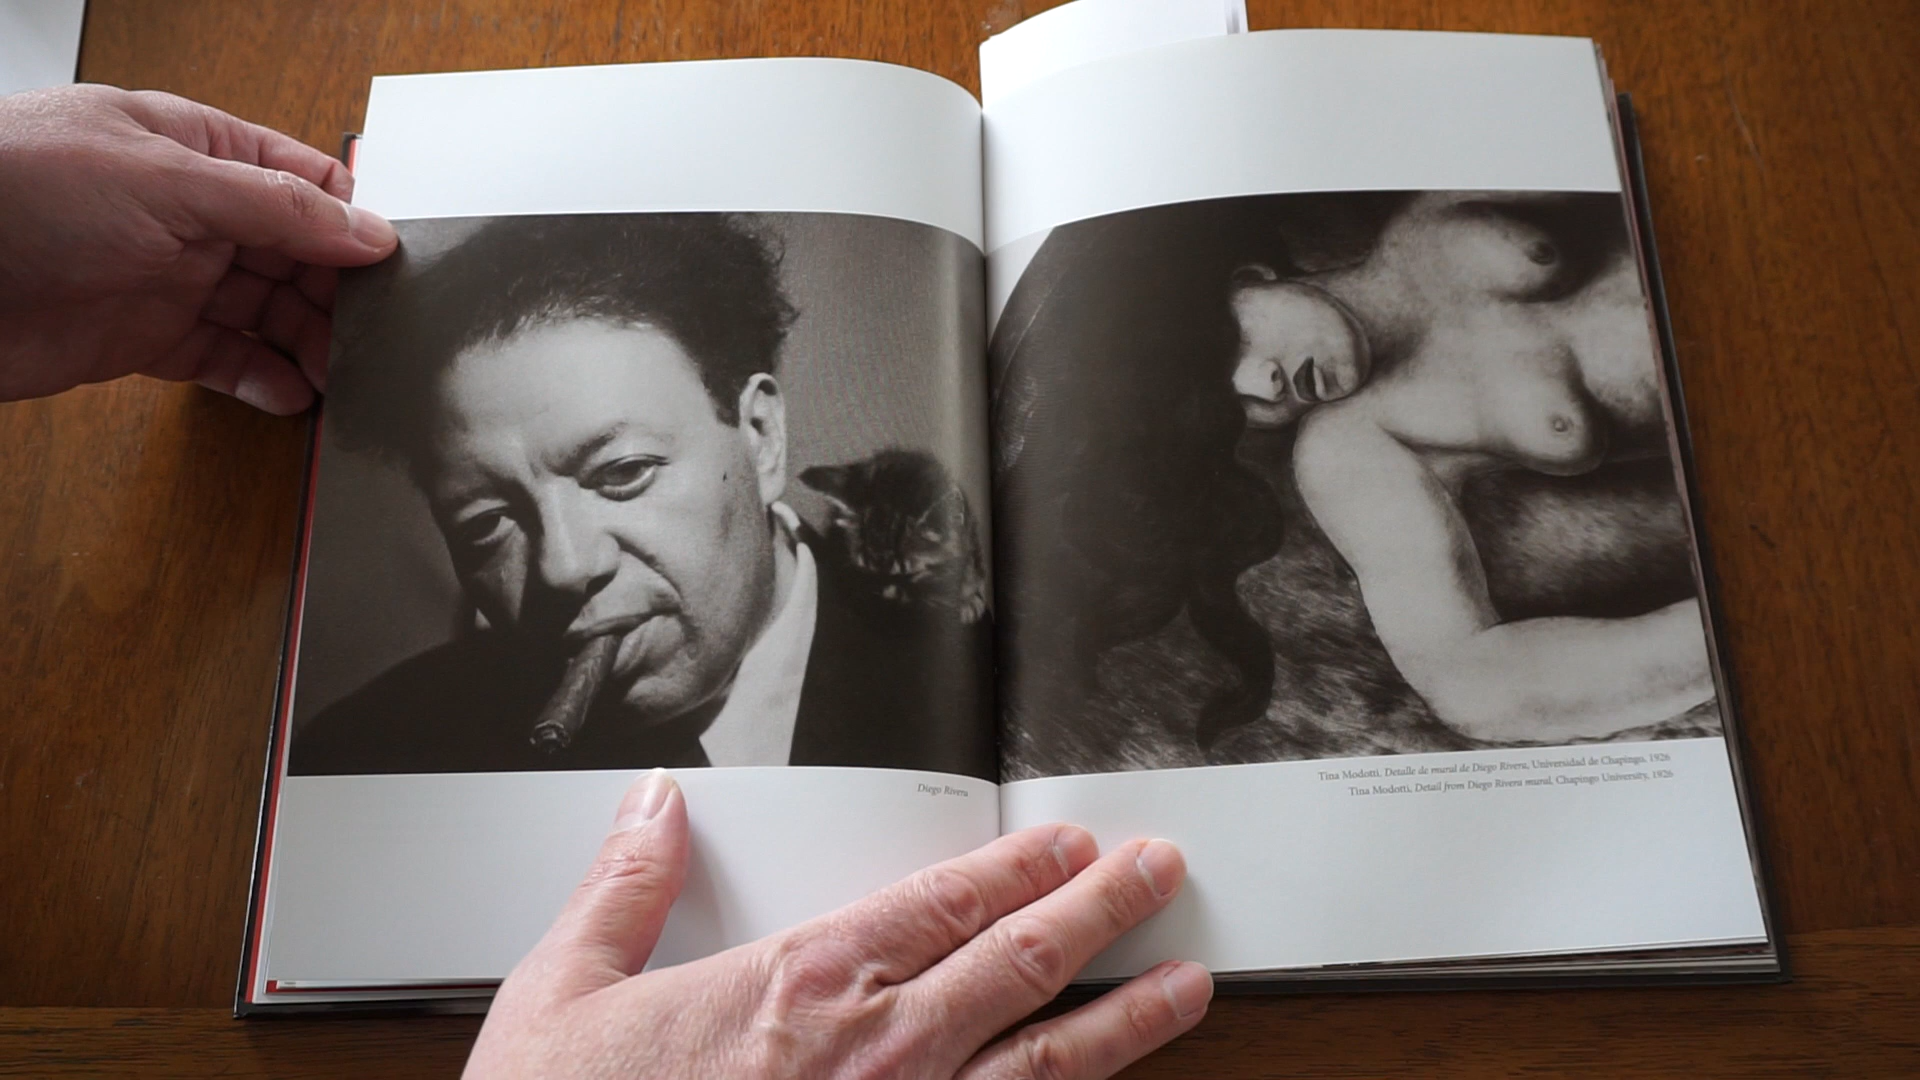 Diego Rivera
Tina Modotti, Detalle de mural de Diego Rivera, Universidad de Chapingo, 1926
Tina Modotti, Detail from Diego Rivera mural, Chapingo University, 1926